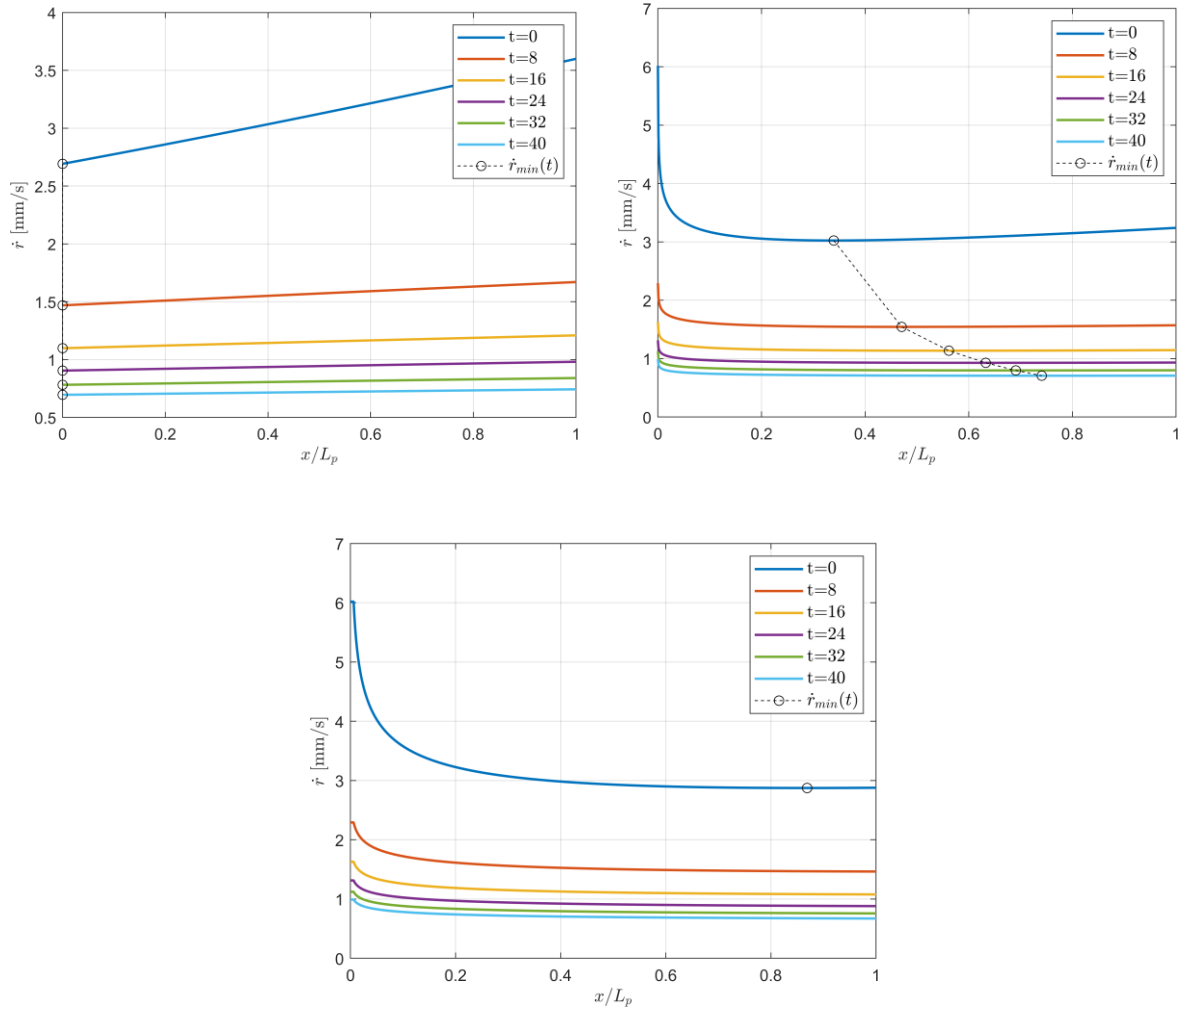 4
3.5
3
2.5
2
1.5
1
0.5
ṙ [mm/s]
0 0.2 0.4 0.6 0.8 1
x/L_p
t=0
t=8
t=16
t=24
t=32
t=40
ṙ_min(t)
7
6
5
4
3
2
1
0
ṙ [mm/s]
0 0.2 0.4 0.6 0.8 1
x/L_p
t=0
t=8
t=16
t=24
t=32
t=40
ṙ_min(t)
7
6
5
4
3
2
1
0
ṙ [mm/s]
0 0.2 0.4 0.6 0.8 1
x/L_p
t=0
t=8
t=16
t=24
t=32
t=40
ṙ_min(t)